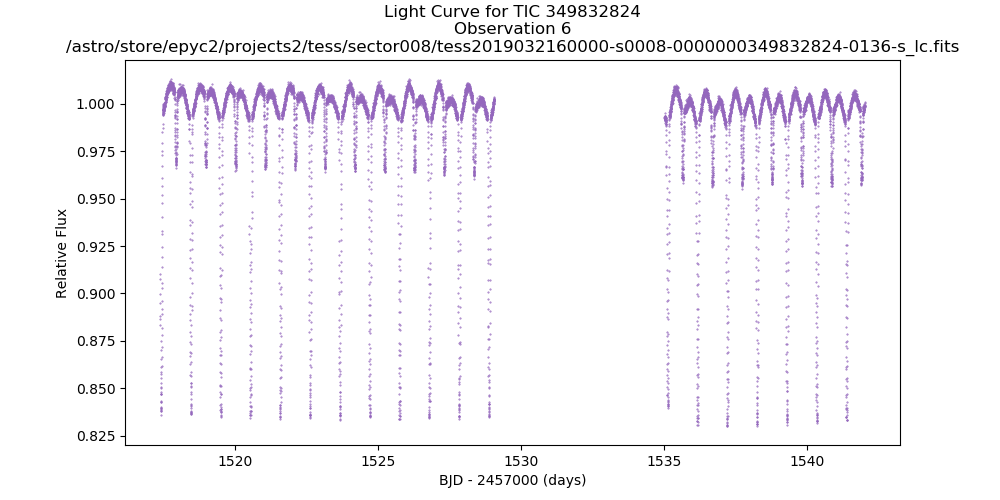 Light Curve for TIC 349832824
Observation 6
/astro/store/epyc2/projects2/tess/sector008/tess2019032160000-s0008-0000000349832824-0136-s_lc.fits
Relative Flux
1.000
0.975
0.950
0.925
0.900
0.875
0.850
0.825
1520 1525 1530 1535 1540
BJD - 2457000 (days)